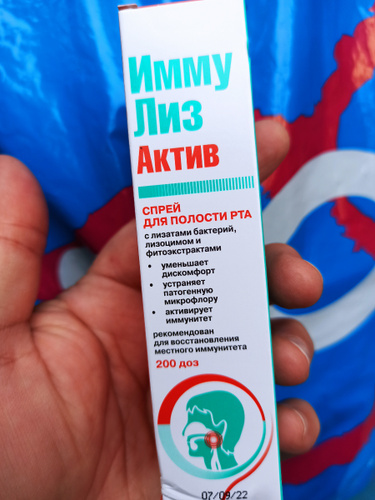 Имму
Лиз
Актив
СПРЕЙ
ДЛЯ ПОЛОСТИ РТА
с лизатами бактерий,
лизоцимом и
фитоэкстрактами
• уменьшает
дискомфорт
• устраняет
патогенную
микрофлору
• активирует
иммунитет
рекомендован
для восстановления
местного иммунитета
200 доз
07/09/22